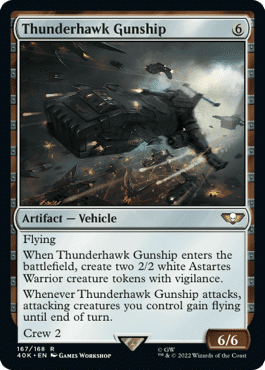 Thunderhawk Gunship 6
Artifact — Vehicle
Flying
When Thunderhawk Gunship enters the
battlefield, create two 2/2 white Astartes
Warrior creature tokens with vigilance.
Whenever Thunderhawk Gunship attacks,
attacking creatures you control gain flying
until end of turn.
Crew 2
6/6
167/168 R
40K • EN GAMES WORKSHOP
© GW
™ & © 2022 Wizards of the Coast